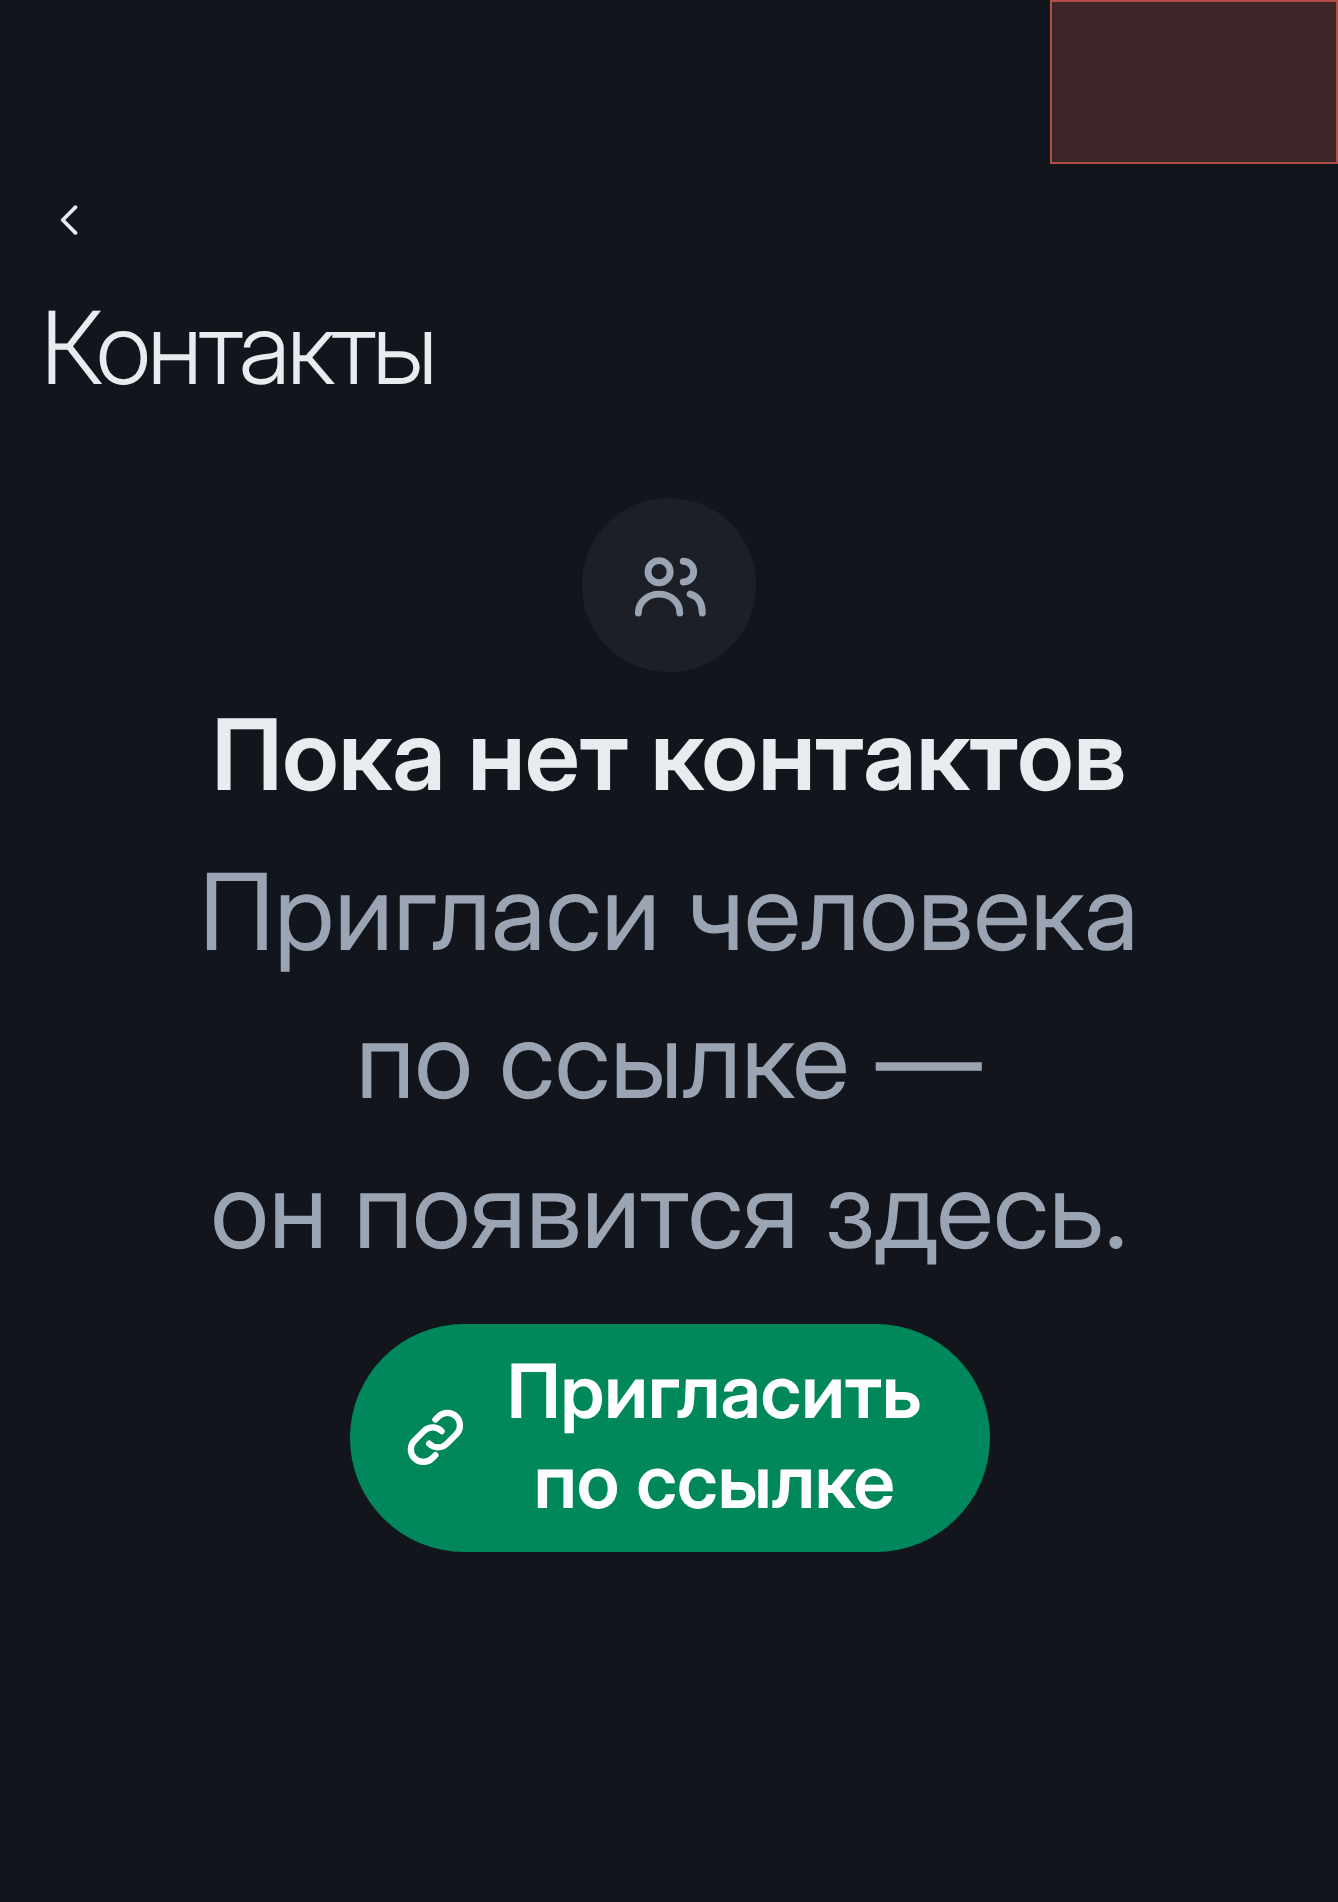 Контакты
Пока нет контактов
Пригласи человека
по ссылке —
он появится здесь.
Пригласить
по ссылке